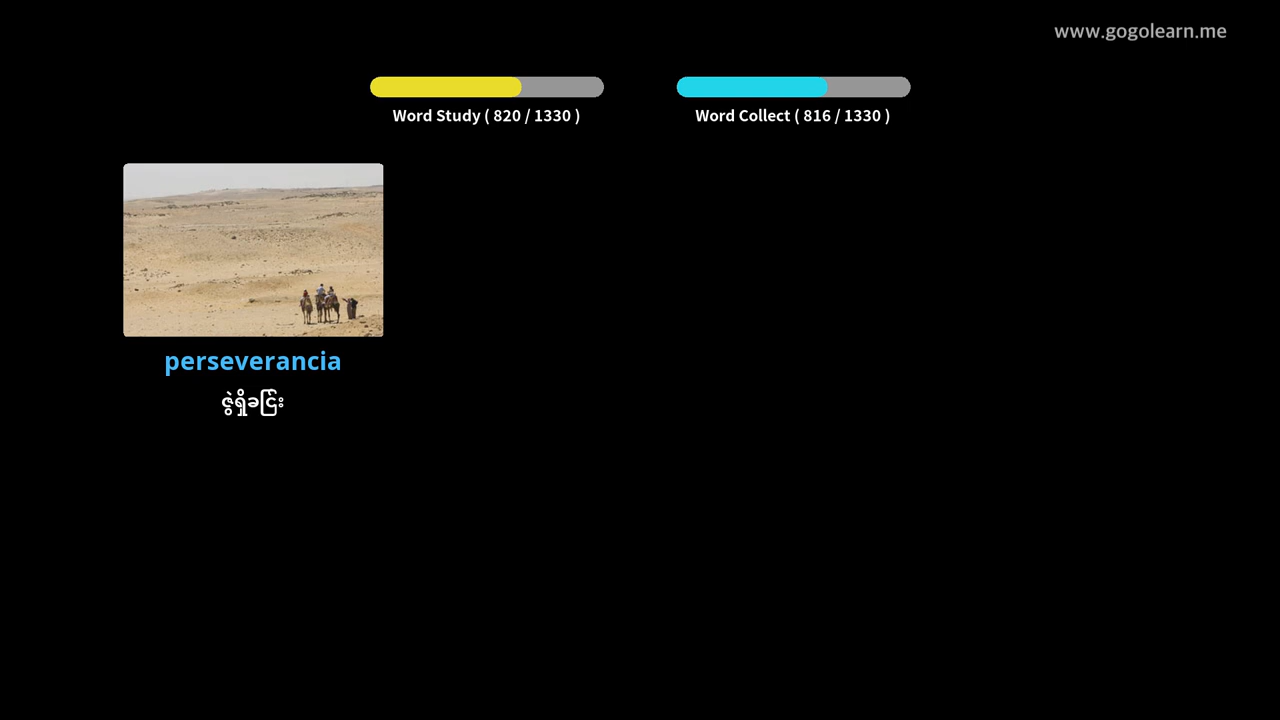 www.gogolearn.me
Word Study ( 820 / 1330 )
Word Collect ( 816 / 1330 )
perseverancia
ဇွဲရှိခြင်း